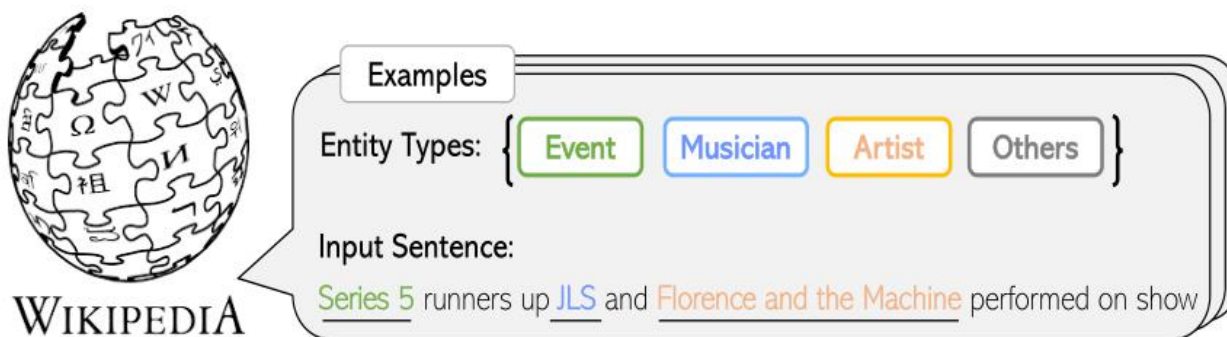 Examples
Entity Types: { Event Musician Artist Others }
Ω W И 祖
Input Sentence:
Series 5 runners up JLS and Florence and the Machine performed on show
WIKIPEDIA